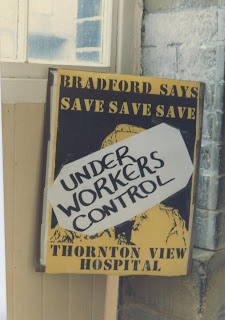 BRADFORD SAYS
SAVE SAVE SAVE
UNDER
WORKERS
CONTROL
THORNTON VIEW
HOSPITAL